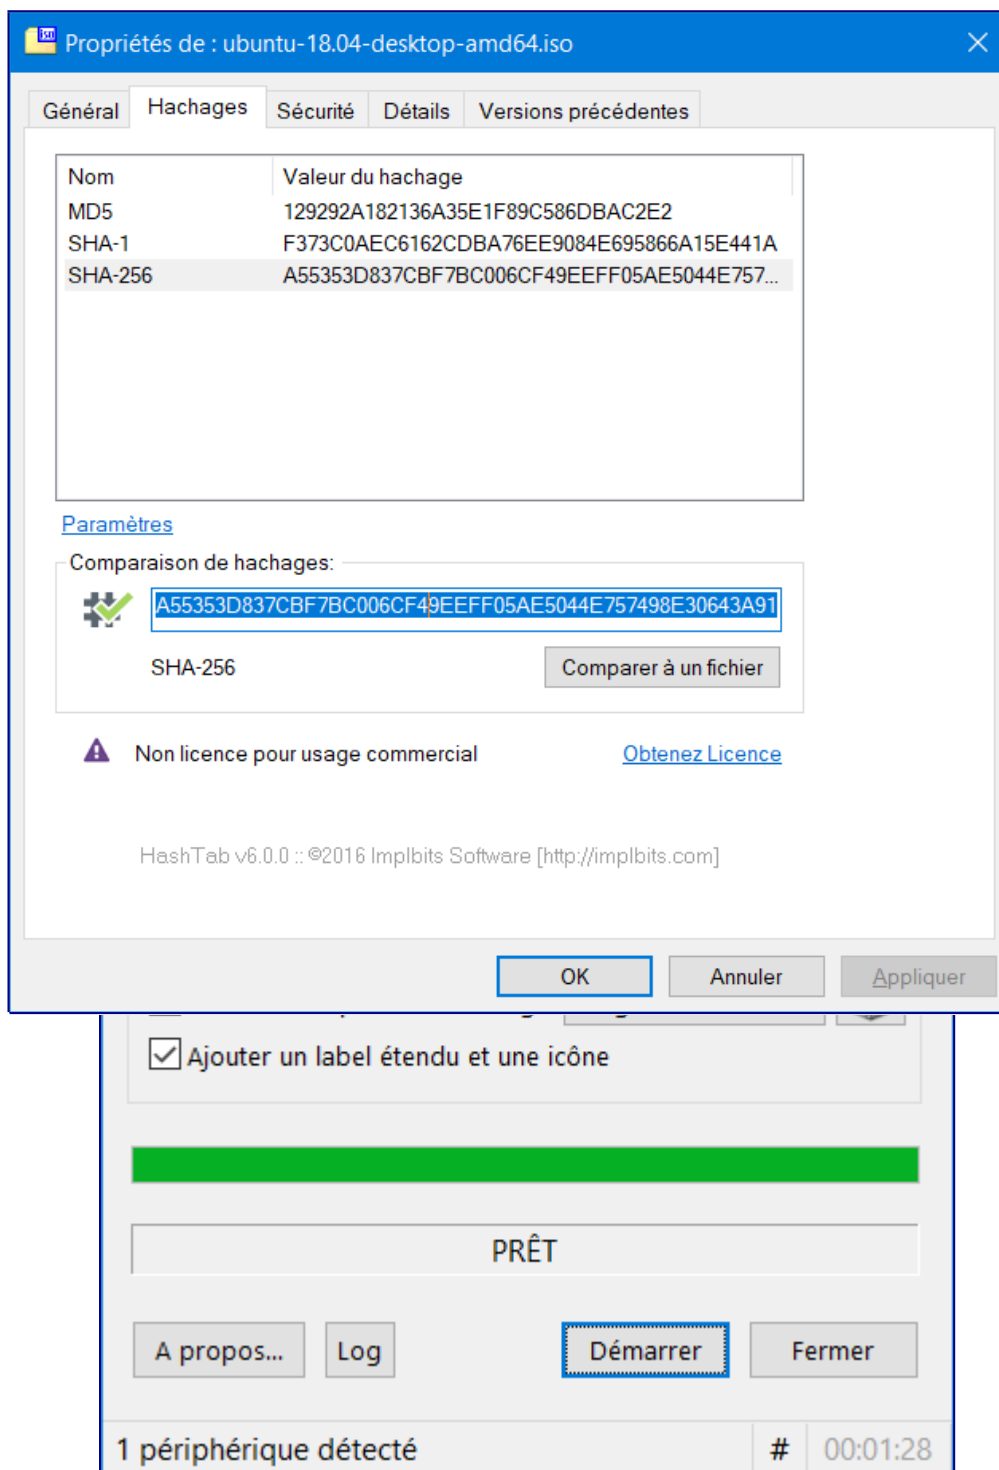 Propriétés de : ubuntu-18.04-desktop-amd64.iso
Général Hachages Sécurité Détails Versions précédentes
Nom Valeur du hachage
MD5 129292A182136A35E1F89C586DBAC2E2
SHA-1 F373C0AEC6162CDBA76EE9084E695866A15E441A
SHA-256 A55353D837CBF7BC006CF49EEFF05AE5044E757...
Paramètres
Comparaison de hachages:
A55353D837CBF7BC006CF49EEFF05AE5044E757498E30643A91
SHA-256 Comparer à un fichier
Non licence pour usage commercial Obtenez Licence
HashTab v6.0.0 :: ©2016 Implbits Software [http://implbits.com]
OK Annuler Appliquer
Ajouter un label étendu et une icône
PRÊT
A propos... Log Démarrer Fermer
1 périphérique détecté # 00:01:28